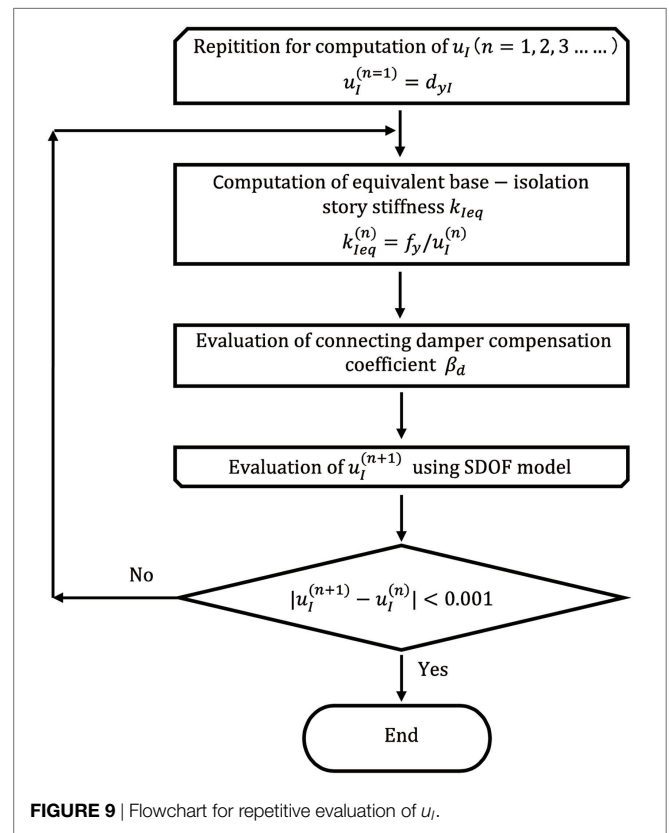 Repitition for computation of u_I (n = 1, 2, 3 … … )
u_I^(n=1) = d_yI
Computation of equivalent base − isolation
story stiffness k_Ieq
k_Ieq^(n) = f_y/u_I^(n)
Evaluation of connecting damper compensation
coefficient β_d
Evaluation of u_I^(n+1) using SDOF model
No
|u_I^(n+1) − u_I^(n)| < 0.001
Yes
End
FIGURE 9 | Flowchart for repetitive evaluation of u_I.